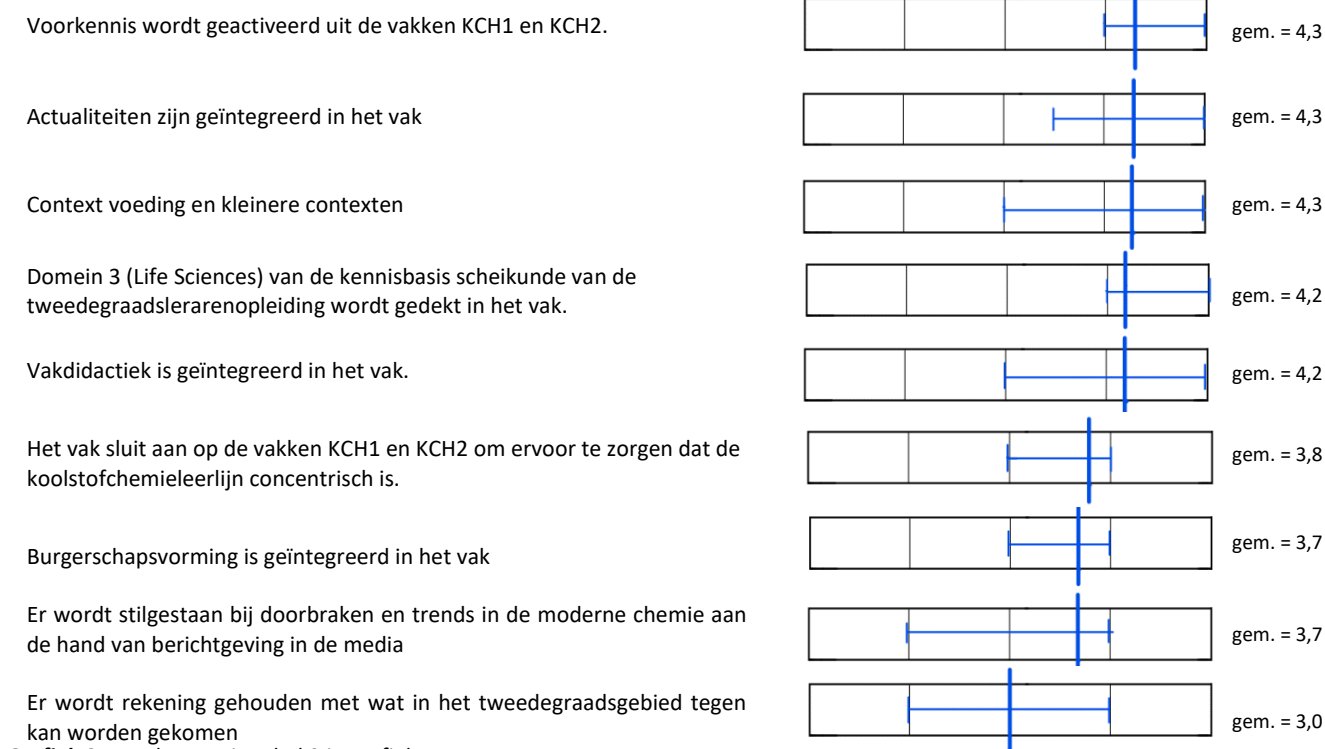 Voorkennis wordt geactiveerd uit de vakken KCH1 en KCH2.
gem. = 4,3
Actualiteiten zijn geïntegreerd in het vak
gem. = 4,3
Context voeding en kleinere contexten
gem. = 4,3
Domein 3 (Life Sciences) van de kennisbasis scheikunde van de
tweedegraadslerarenopleiding wordt gedekt in het vak.
gem. = 4,2
Vakdidactiek is geïntegreerd in het vak.
gem. = 4,2
Het vak sluit aan op de vakken KCH1 en KCH2 om ervoor te zorgen dat de
koolstofchemieleerlijn concentrisch is.
gem. = 3,8
Burgerschapsvorming is geïntegreerd in het vak
gem. = 3,7
Er wordt stilgestaan bij doorbraken en trends in de moderne chemie aan
de hand van berichtgeving in de media
gem. = 3,7
Er wordt rekening gehouden met wat in het tweedegraadsgebied tegen
kan worden gekomen
gem. = 3,0